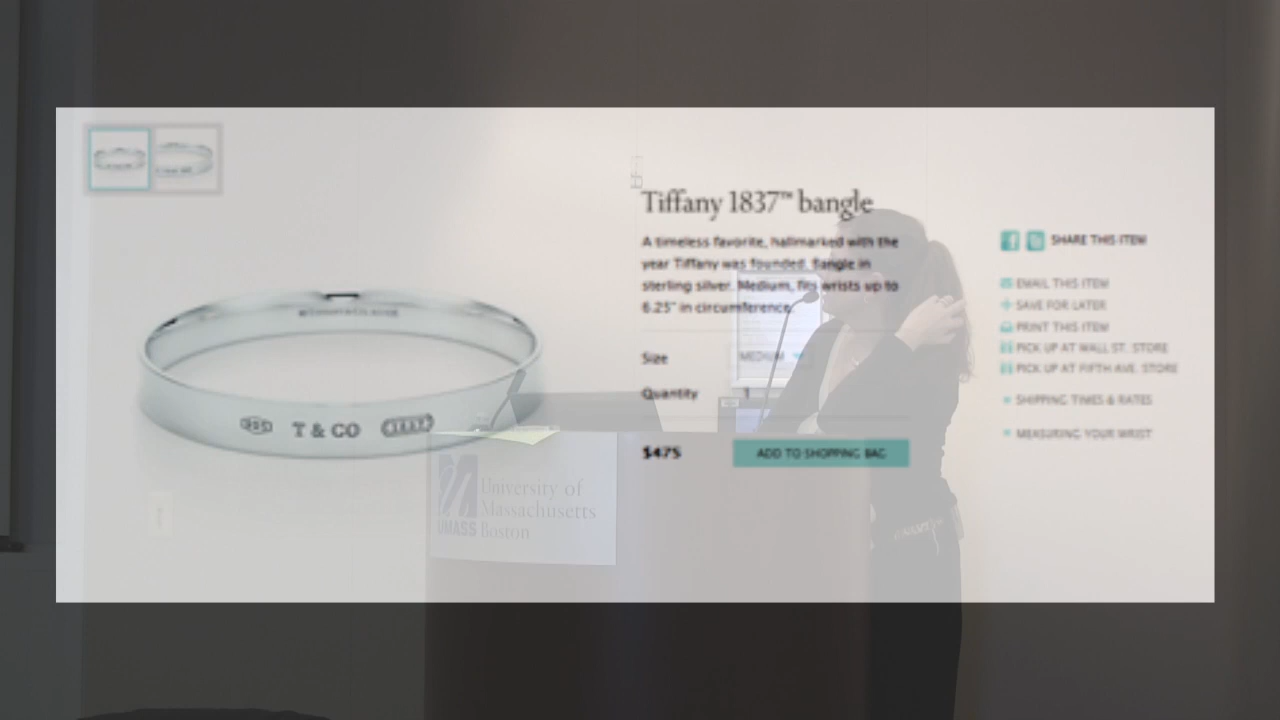 Tiffany 1837™ bangle
A timeless favorite, hallmarked with the
year Tiffany was founded. Bangle in
sterling silver. Medium, fits wrists up to
6.25" in circumference.
Size MEDIUM
Quantity 1
$475 ADD TO SHOPPING BAG
SHARE THIS ITEM
EMAIL THIS ITEM
SAVE FOR LATER
PRINT THIS ITEM
PICK UP AT WALL ST. STORE
PICK UP AT FIFTH AVE. STORE
SHIPPING TIMES & RATES
MEASURING YOUR WRIST
925 T & CO 1837
University of
Massachusetts
UMASS Boston